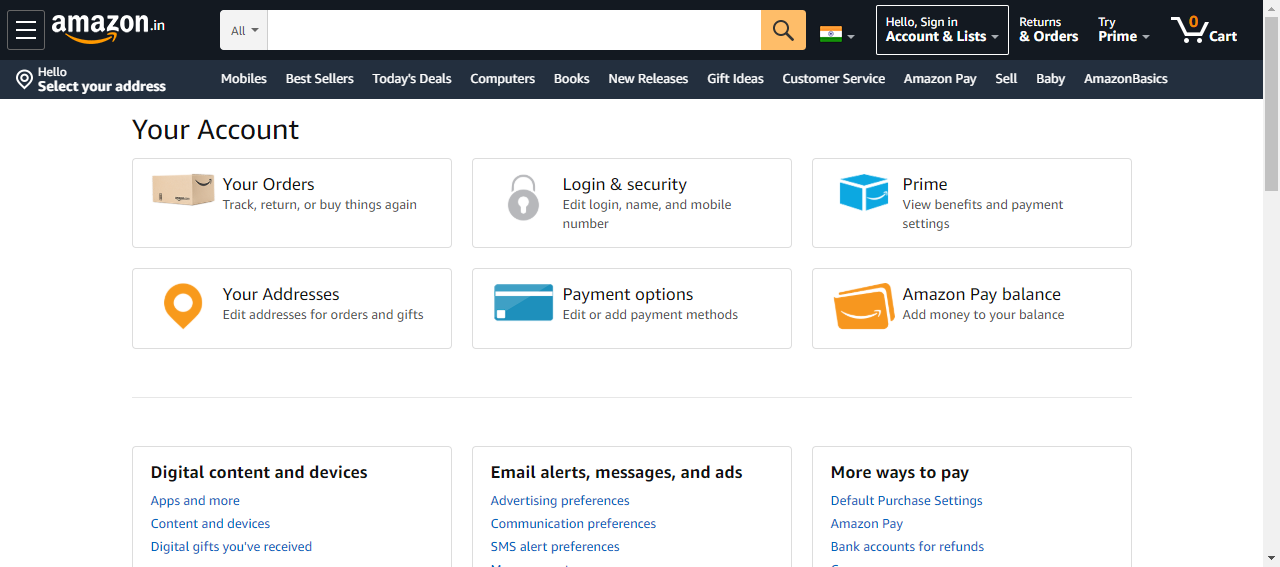 amazon.in
All
Hello, Sign in
Account & Lists
Returns
& Orders
Try
Prime
0
Cart
Hello
Select your address
Mobiles
Best Sellers
Today's Deals
Computers
Books
New Releases
Gift Ideas
Customer Service
Amazon Pay
Sell
Baby
AmazonBasics
Your Account
Your Orders
Track, return, or buy things again
Login & security
Edit login, name, and mobile
number
Prime
View benefits and payment
settings
Your Addresses
Edit addresses for orders and gifts
Payment options
Edit or add payment methods
Amazon Pay balance
Add money to your balance
Digital content and devices
Apps and more
Content and devices
Digital gifts you've received
Email alerts, messages, and ads
Advertising preferences
Communication preferences
SMS alert preferences
More ways to pay
Default Purchase Settings
Amazon Pay
Bank accounts for refunds